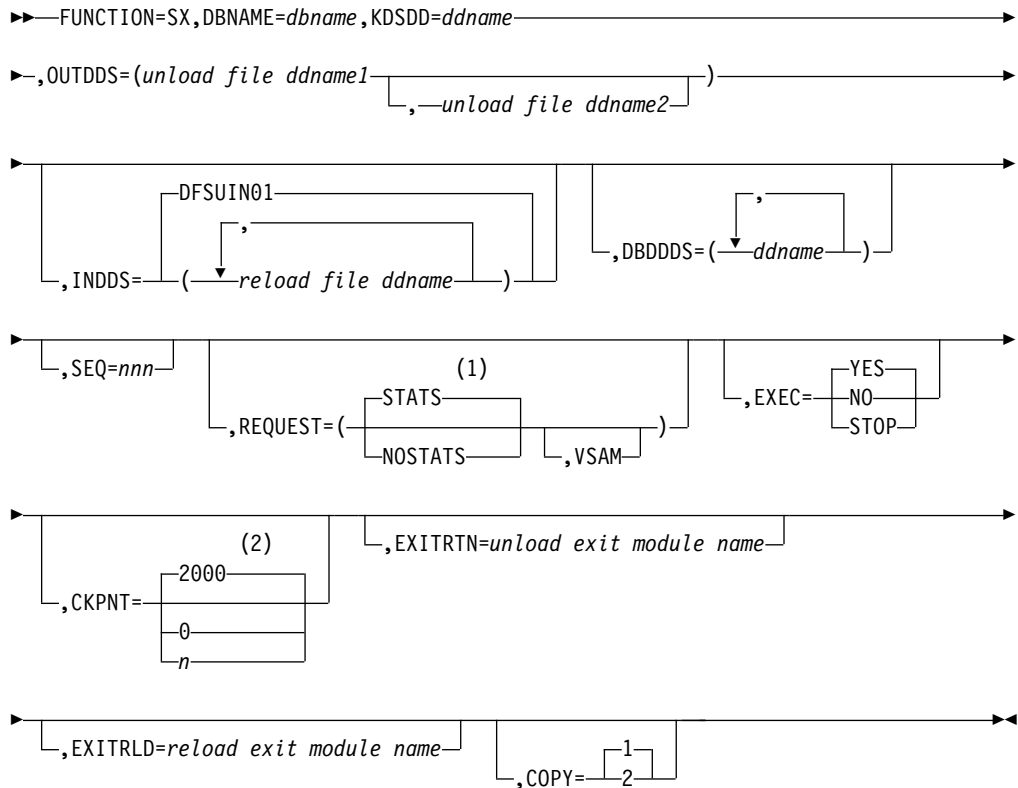 FUNCTION=SX,DBNAME=dbname,KDSDD=ddname
,OUTDDS=(unload file ddname1 )
, unload file ddname2
DFSUIN01
,
,INDDS= ( reload file ddname )
,
,DBDDDS=( ddname )
,SEQ=nnn
(1)
STATS
,REQUEST=( )
NOSTATS
,VSAM
YES
,EXEC= NO
STOP
(2)
2000
,CKPNT=
0
n
,EXITRTN=unload exit module name
,EXITRLD=reload exit module name
1
,COPY= 2